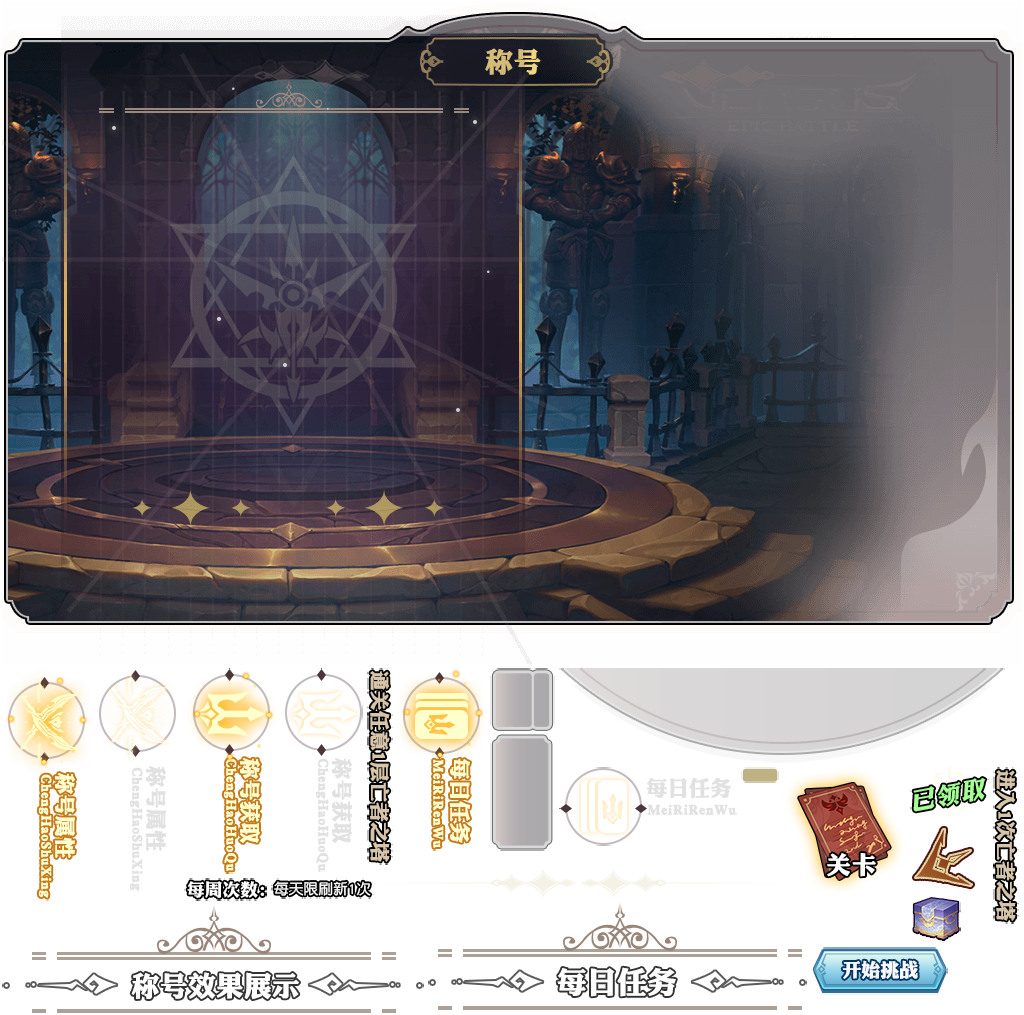 称号
EPIC BATTLE
通关任意1层亡者之塔
称号属性
ChengHaoShuXing
称号属性
ChengHaoShuXing
称号获取
ChengHaoHuoQu
称号获取
ChengHaoHuoQu
每日任务
MeiRiRenWu
每日任务
MeiRiRenWu
关卡
已领取
进入1次亡者之塔
每周次数：每天限刷新1次
称号效果展示
每日任务
开始挑战